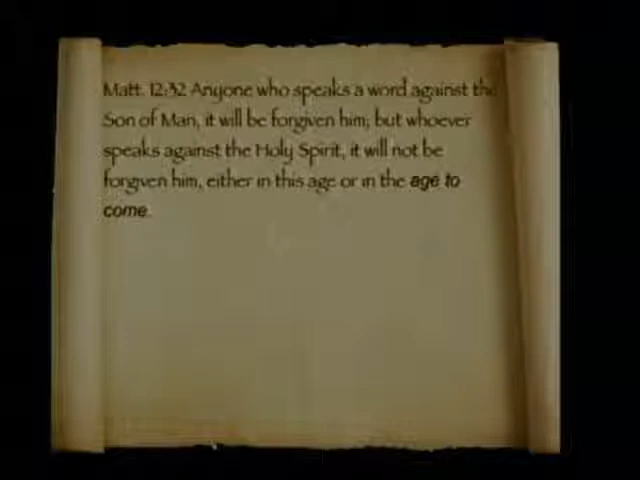 Matt. 12:32 Anyone who speaks a word against the
Son of Man, it will be forgiven him; but whoever
speaks against the Holy Spirit, it will not be
forgiven him, either in this age or in the age to
come.